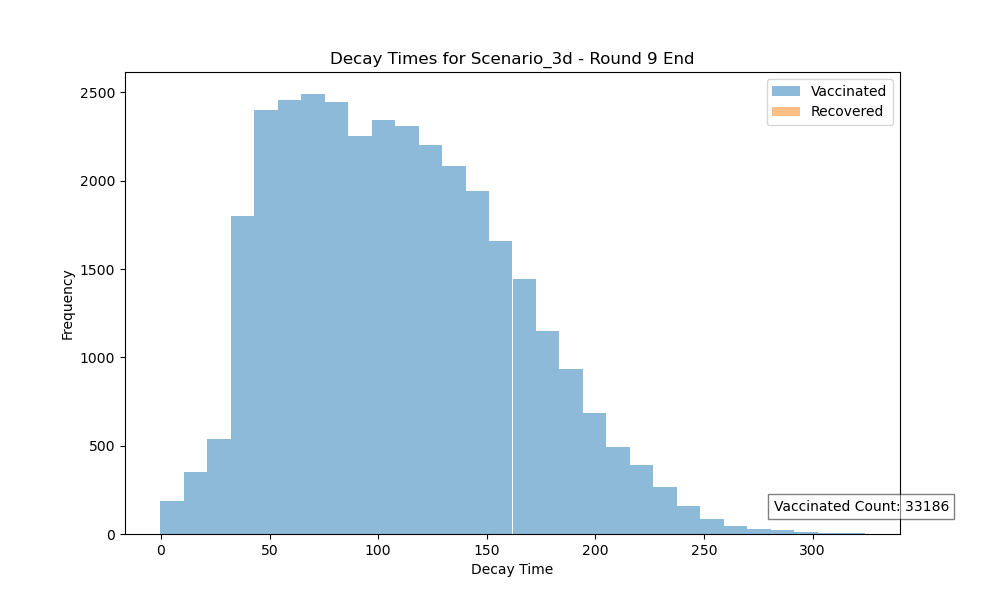 Decay Times for Scenario_3d - Round 9 End
Vaccinated
Recovered
2500
2000
1500
1000
500
0
Frequency
Vaccinated Count: 33186
0 50 100 150 200 250 300
Decay Time